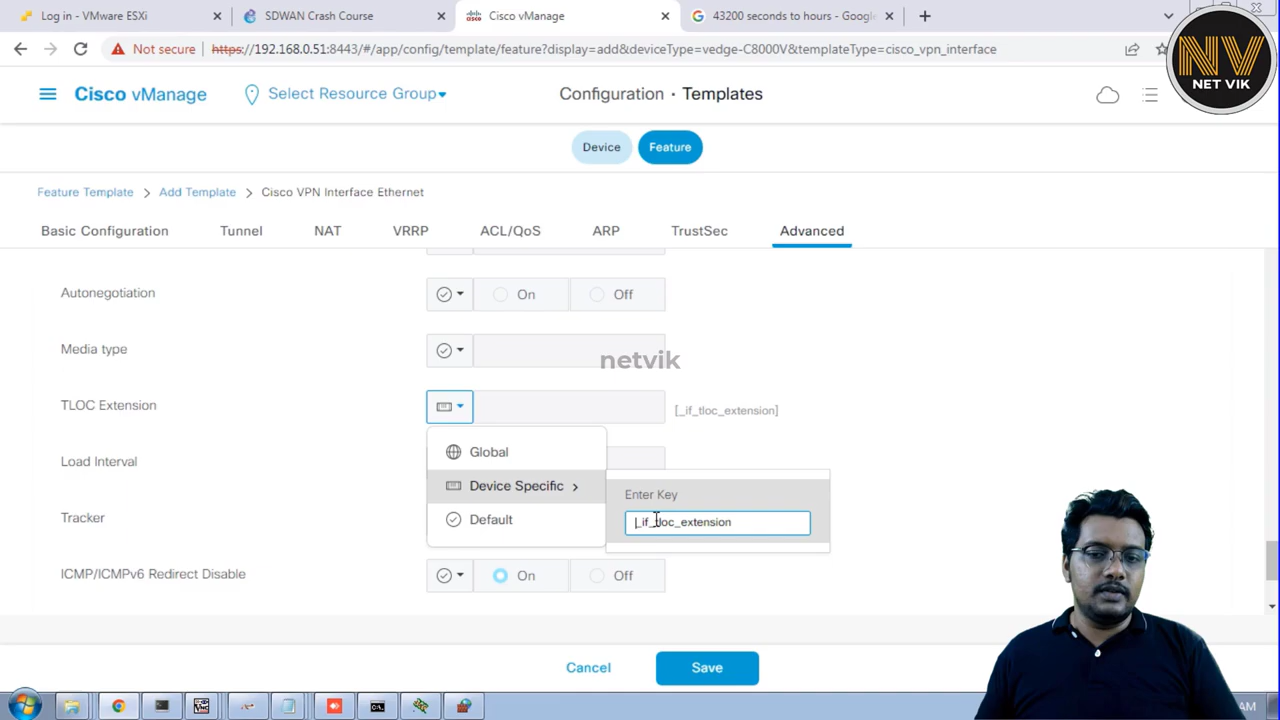 Log in - VMware ESXi
SDWAN Crash Course
Cisco vManage
43200 seconds to hours - Google
Not secure
https://192.168.0.51:8443/#/app/config/template/feature?display=add&deviceType=vedge-C8000V&templateType=cisco_vpn_interface
NV
NET VIK
Cisco vManage
Select Resource Group
Configuration · Templates
Device
Feature
Feature Template > Add Template > Cisco VPN Interface Ethernet
Basic Configuration
Tunnel
NAT
VRRP
ACL/QoS
ARP
TrustSec
Advanced
Autonegotiation
On
Off
Media type
netvik
TLOC Extension
[_if_tloc_extension]
Global
Load Interval
Device Specific
Enter Key
_if_tloc_extension
Tracker
Default
ICMP/ICMPv6 Redirect Disable
On
Off
Cancel
Save
AM